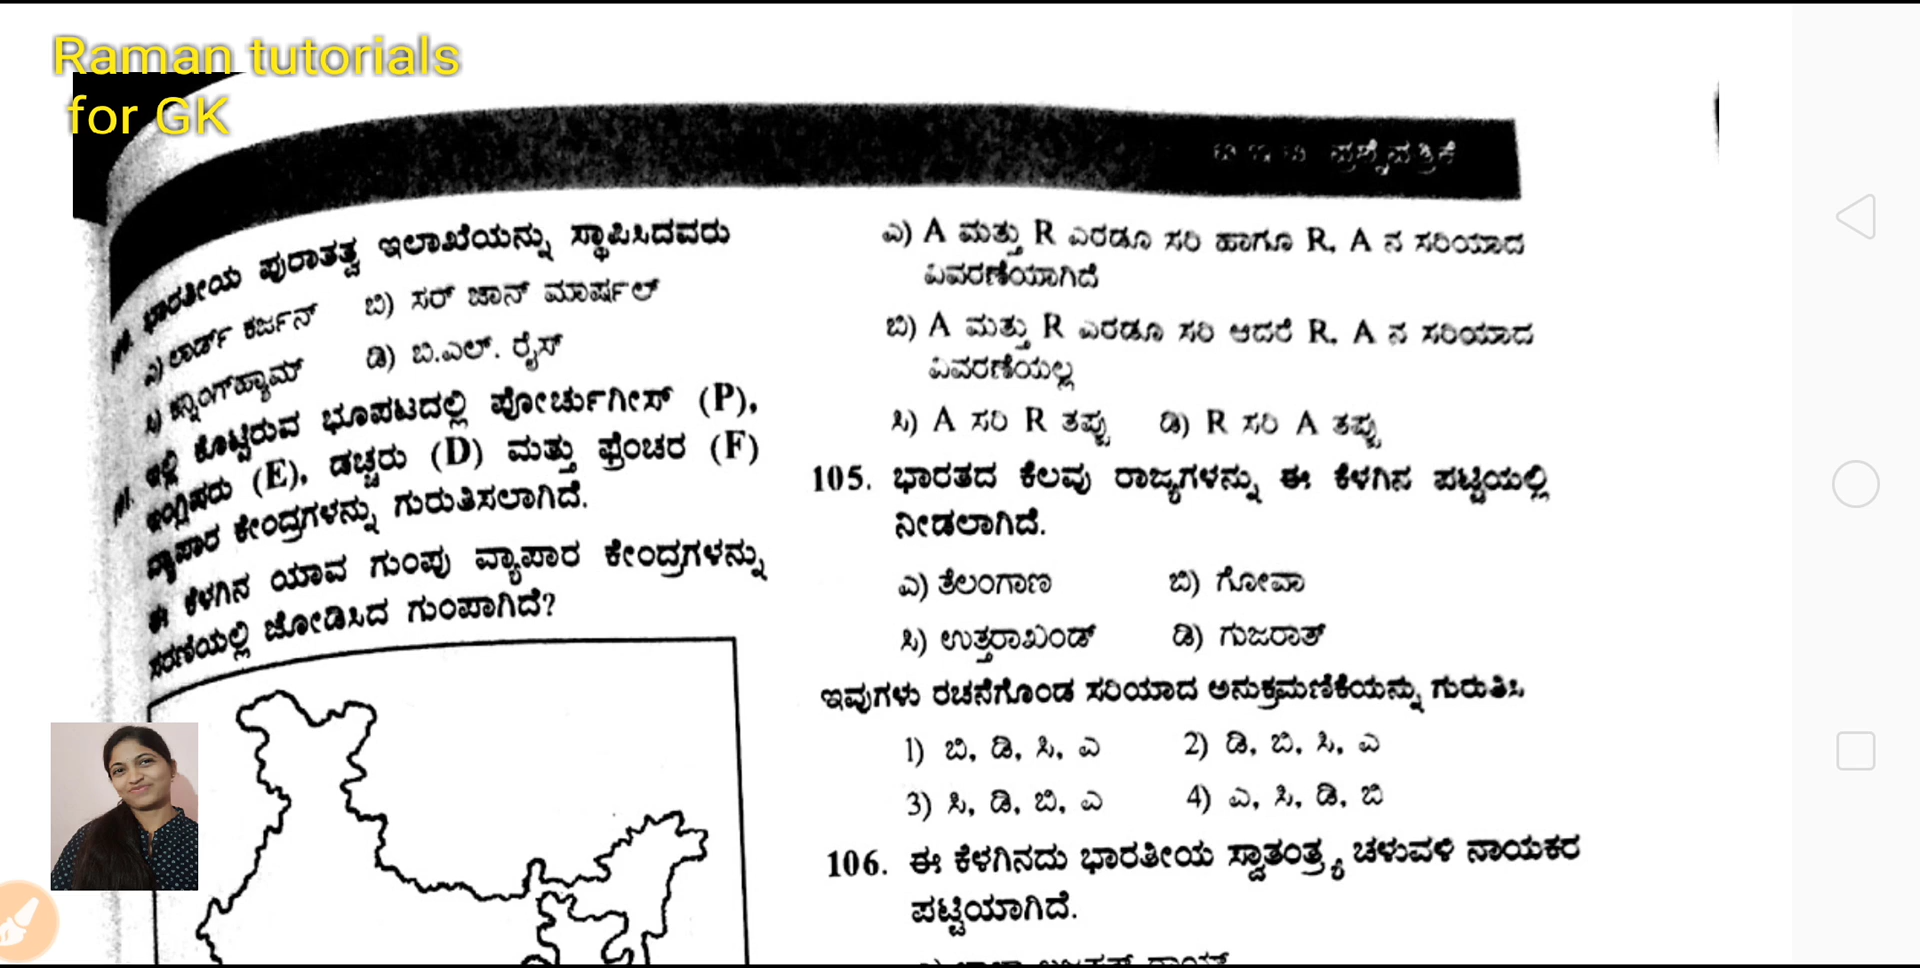 Raman tutorials
for GK
ಪ್ರಶ್ನೆಪತ್ರಿಕೆ
ಭಾರತೀಯ ಪುರಾತತ್ವ ಇಲಾಖೆಯನ್ನು ಸ್ಥಾಪಿಸಿದವರು
ಎ) ಲಾರ್ಡ್ ಕರ್ಜನ್ ಬಿ) ಸರ್ ಜಾನ್ ಮಾರ್ಷಲ್
ಸಿ) ಕನ್ನಿಂಗ್‌ಹ್ಯಾಮ್ ಡಿ) ಬಿ.ಎಲ್. ರೈಸ್
ಇಲ್ಲಿ ಕೊಟ್ಟಿರುವ ಭೂಪಟದಲ್ಲಿ ಪೋರ್ಚುಗೀಸ್ (P),
ಇಂಗ್ಲಿಷರು (E), ಡಚ್ಚರು (D) ಮತ್ತು ಫ್ರೆಂಚರ (F)
ವ್ಯಾಪಾರ ಕೇಂದ್ರಗಳನ್ನು ಗುರುತಿಸಲಾಗಿದೆ.
ಈ ಕೆಳಗಿನ ಯಾವ ಗುಂಪು ವ್ಯಾಪಾರ ಕೇಂದ್ರಗಳನ್ನು
ಸರಣಿಯಲ್ಲಿ ಜೋಡಿಸಿದ ಗುಂಪಾಗಿದೆ?
ಎ) A ಮತ್ತು R ಎರಡೂ ಸರಿ ಹಾಗೂ R, A ನ ಸರಿಯಾದ
ವಿವರಣೆಯಾಗಿದೆ
ಬಿ) A ಮತ್ತು R ಎರಡೂ ಸರಿ ಆದರೆ R, A ನ ಸರಿಯಾದ
ವಿವರಣೆಯಲ್ಲ
ಸಿ) A ಸರಿ R ತಪ್ಪು ಡಿ) R ಸರಿ A ತಪ್ಪು
105. ಭಾರತದ ಕೆಲವು ರಾಜ್ಯಗಳನ್ನು ಈ ಕೆಳಗಿನ ಪಟ್ಟಿಯಲ್ಲಿ
ನೀಡಲಾಗಿದೆ.
ಎ) ತೆಲಂಗಾಣ ಬಿ) ಗೋವಾ
ಸಿ) ಉತ್ತರಾಖಂಡ್ ಡಿ) ಗುಜರಾತ್
ಇವುಗಳು ರಚನೆಗೊಂಡ ಸರಿಯಾದ ಅನುಕ್ರಮಣಿಕೆಯನ್ನು ಗುರುತಿಸಿ
1) ಬಿ, ಡಿ, ಸಿ, ಎ 2) ಡಿ, ಬಿ, ಸಿ, ಎ
3) ಸಿ, ಡಿ, ಬಿ, ಎ 4) ಎ, ಸಿ, ಡಿ, ಬಿ
106. ಈ ಕೆಳಗಿನದು ಭಾರತೀಯ ಸ್ವಾತಂತ್ರ್ಯ ಚಳುವಳಿ ನಾಯಕರ
ಪಟ್ಟಿಯಾಗಿದೆ.